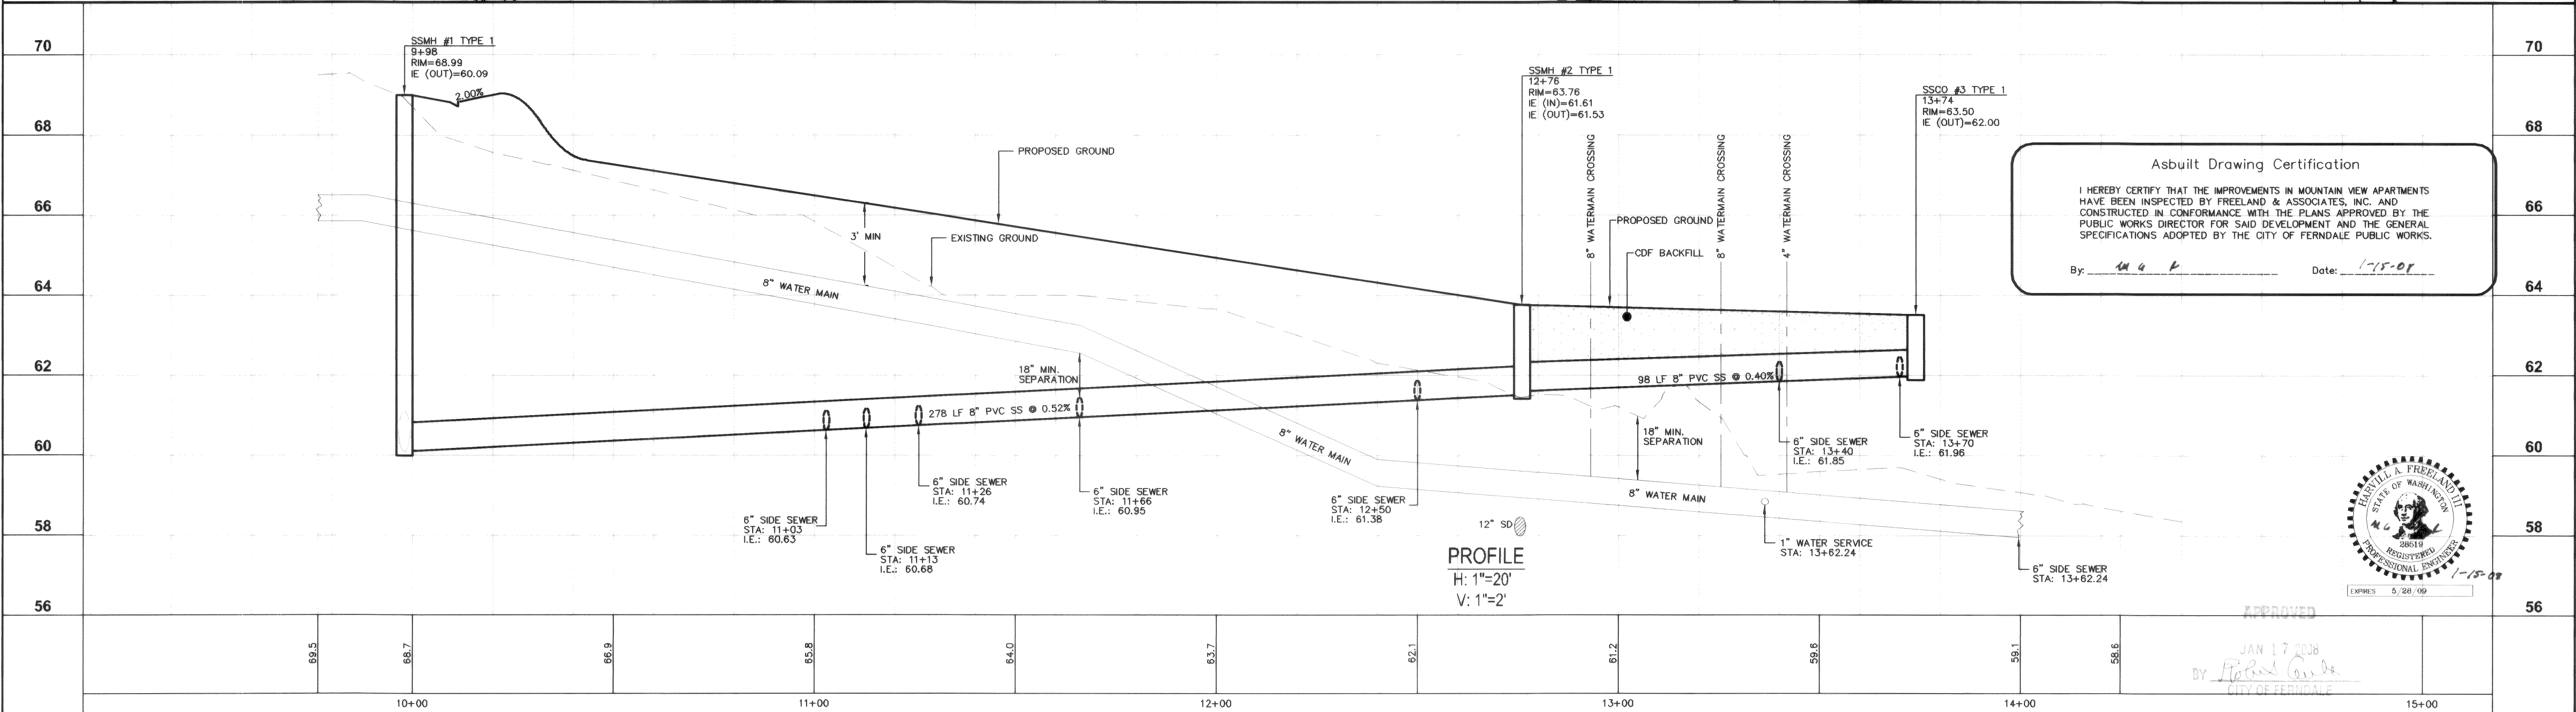 70
68
66
64
62
60
58
56
SSMH #1 TYPE 1
9+98
RIM=68.99
IE (OUT)=60.09
2.00%
PROPOSED GROUND
3' MIN
EXISTING GROUND
8" WATER MAIN
18" MIN.
SEPARATION
278 LF 8" PVC SS @ 0.52%
6" SIDE SEWER
STA: 11+03
I.E.: 60.63
6" SIDE SEWER
STA: 11+13
I.E.: 60.68
6" SIDE SEWER
STA: 11+26
I.E.: 60.74
6" SIDE SEWER
STA: 11+66
I.E.: 60.95
8" WATER MAIN
6" SIDE SEWER
STA: 12+50
I.E.: 61.38
SSMH #2 TYPE 1
12+76
RIM=63.76
IE (IN)=61.61
IE (OUT)=61.53
8" WATERMAIN CROSSING
8" WATERMAIN CROSSING
4" WATERMAIN CROSSING
PROPOSED GROUND
CDF BACKFILL
98 LF 8" PVC SS @ 0.40%
18" MIN.
SEPARATION
8" WATER MAIN
12" SD
SSCO #3 TYPE 1
13+74
RIM=63.50
IE (OUT)=62.00
6" SIDE SEWER
STA: 13+40
I.E.: 61.85
6" SIDE SEWER
STA: 13+70
I.E.: 61.96
1" WATER SERVICE
STA: 13+62.24
6" SIDE SEWER
STA: 13+62.24
PROFILE
H: 1"=20'
V: 1"=2'
Asbuilt Drawing Certification
I HEREBY CERTIFY THAT THE IMPROVEMENTS IN MOUNTAIN VIEW APARTMENTS
HAVE BEEN INSPECTED BY FREELAND & ASSOCIATES, INC. AND
CONSTRUCTED IN CONFORMANCE WITH THE PLANS APPROVED BY THE
PUBLIC WORKS DIRECTOR FOR SAID DEVELOPMENT AND THE GENERAL
SPECIFICATIONS ADOPTED BY THE CITY OF FERNDALE PUBLIC WORKS.
By: Date: 1-15-08
70
68
66
64
62
60
58
56
HARVILL A. FREELAND III
STATE OF WASHINGTON
28519
REGISTERED
PROFESSIONAL ENGINEER
1-15-08
EXPIRES 5/28/09
APPROVED
JAN 17 2008
BY
CITY OF FERNDALE
69.5
68.7
66.9
65.8
64.0
63.7
62.1
61.2
59.6
59.1
58.6
10+00
11+00
12+00
13+00
14+00
15+00